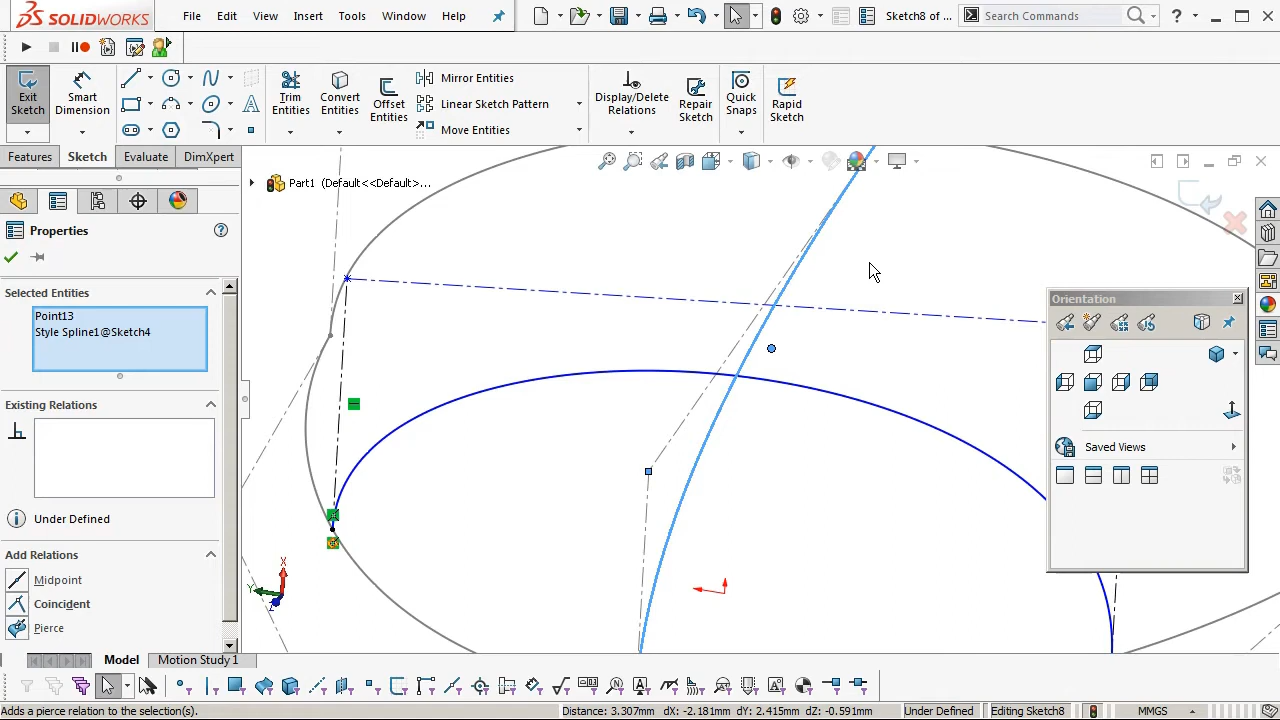 SOLIDWORKS
File Edit View Insert Tools Window Help
Sketch8 of ...
Search Commands
Exit Sketch
Smart Dimension
Trim Entities
Convert Entities
Offset Entities
Mirror Entities
Linear Sketch Pattern
Move Entities
Display/Delete Relations
Repair Sketch
Quick Snaps
Rapid Sketch
Features Sketch Evaluate DimXpert
Part1 (Default<<Default>...
Properties
Selected Entities
Point13
Style Spline1@Sketch4
Existing Relations
Under Defined
Add Relations
Midpoint
Coincident
Pierce
Orientation
Saved Views
X
Y
Z
Model Motion Study 1
Adds a pierce relation to the selection(s).
Distance: 3.307mm dX: -2.181mm dY: 2.415mm dZ: -0.591mm Under Defined Editing Sketch8 MMGS